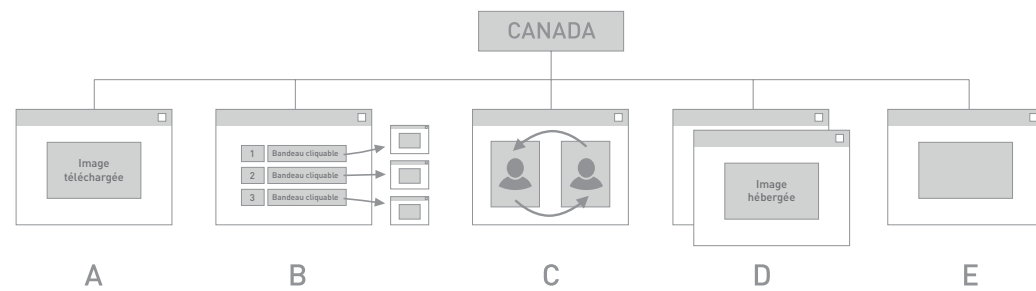 CANADA
Image
téléchargée
1 Bandeau cliquable
2 Bandeau cliquable
3 Bandeau cliquable
Image
hébergée
A B C D E